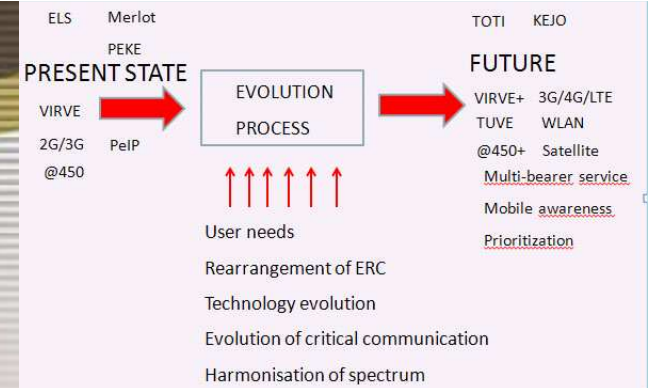 ELS Merlot
PEKE
PRESENT STATE
VIRVE
2G/3G PeIP
@450
EVOLUTION
PROCESS
User needs
Rearrangement of ERC
Technology evolution
Evolution of critical communication
Harmonisation of spectrum
TOTI KEJO
FUTURE
VIRVE+ 3G/4G/LTE
TUVE WLAN
@450+ Satellite
Multi-bearer service
Mobile awareness
Prioritization